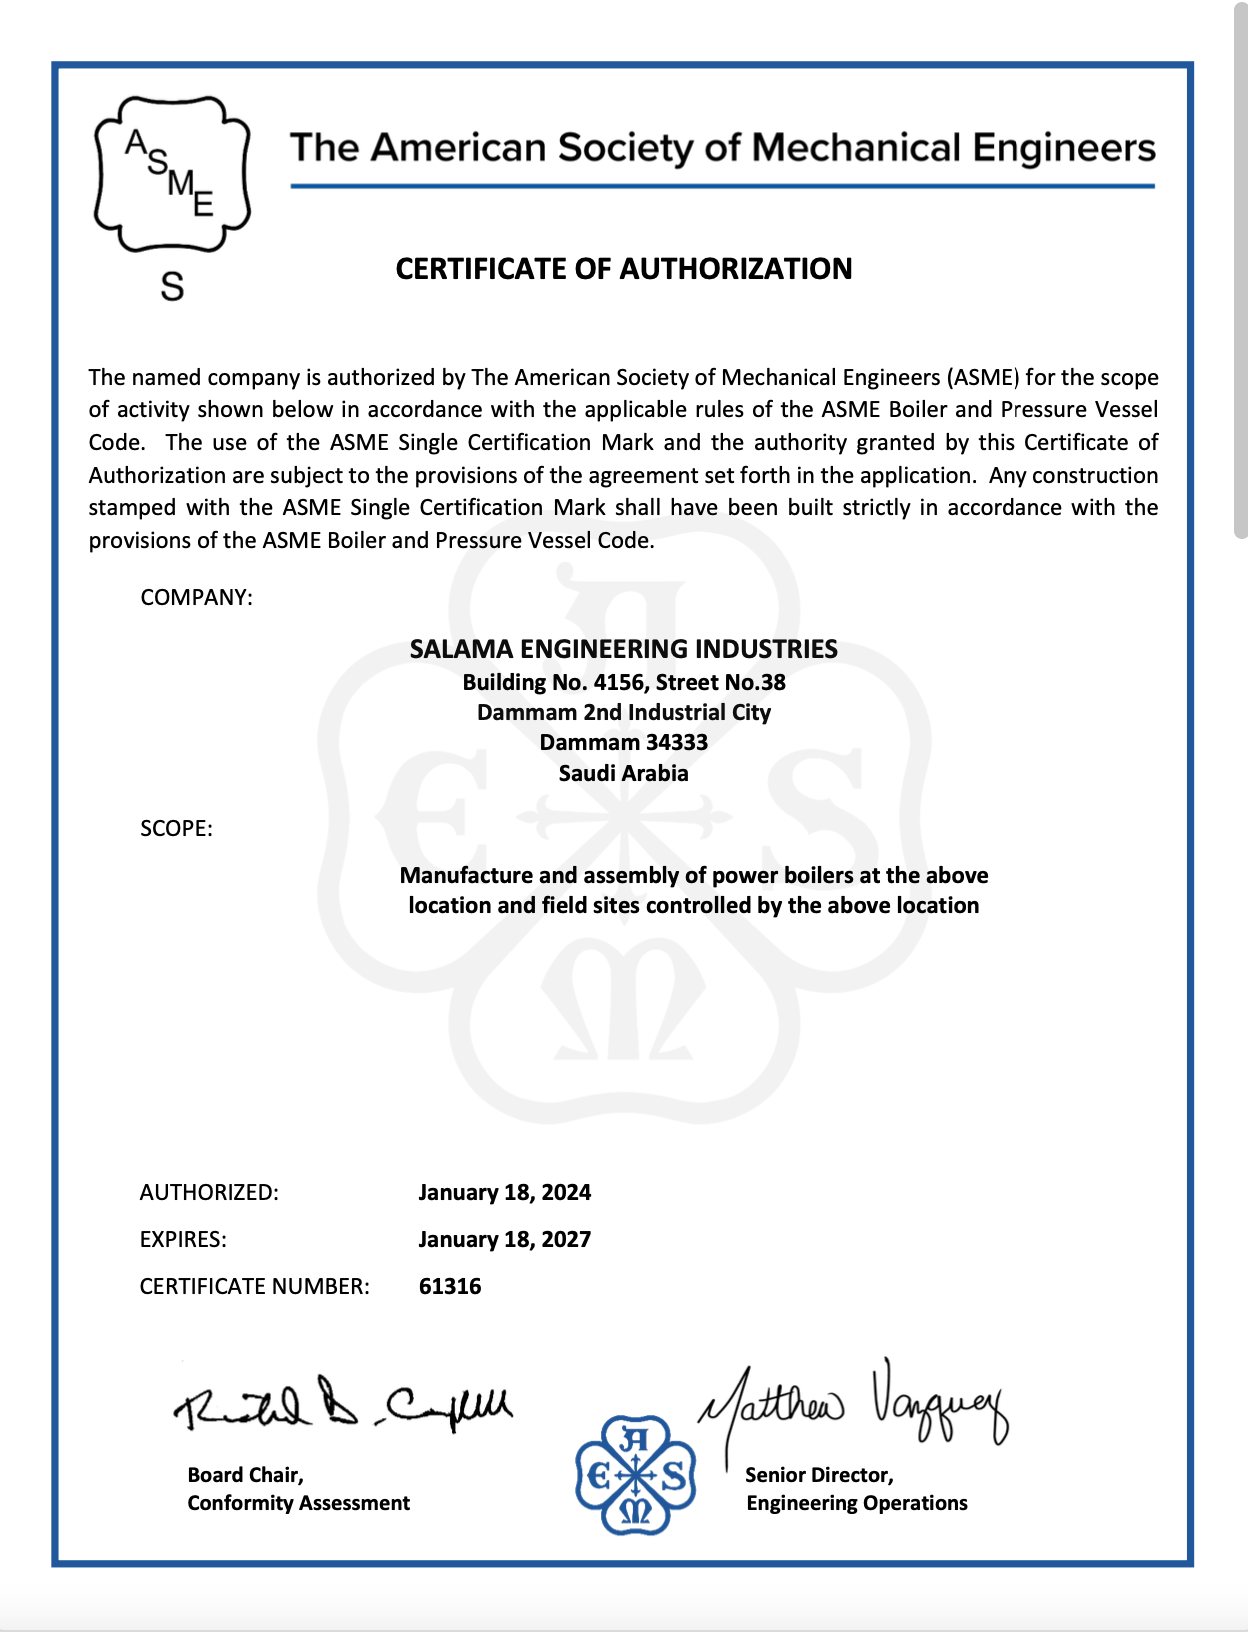 A
S
M
E
S
The American Society of Mechanical Engineers
CERTIFICATE OF AUTHORIZATION
The named company is authorized by The American Society of Mechanical Engineers (ASME) for the scope
of activity shown below in accordance with the applicable rules of the ASME Boiler and Pressure Vessel
Code. The use of the ASME Single Certification Mark and the authority granted by this Certificate of
Authorization are subject to the provisions of the agreement set forth in the application. Any construction
stamped with the ASME Single Certification Mark shall have been built strictly in accordance with the
provisions of the ASME Boiler and Pressure Vessel Code.
COMPANY:
SALAMA ENGINEERING INDUSTRIES
Building No. 4156, Street No.38
Dammam 2nd Industrial City
Dammam 34333
Saudi Arabia
SCOPE:
Manufacture and assembly of power boilers at the above
location and field sites controlled by the above location
AUTHORIZED: January 18, 2024
EXPIRES: January 18, 2027
CERTIFICATE NUMBER: 61316
Matthew Vazquez
Board Chair,
Conformity Assessment
A
E S
M
Senior Director,
Engineering Operations